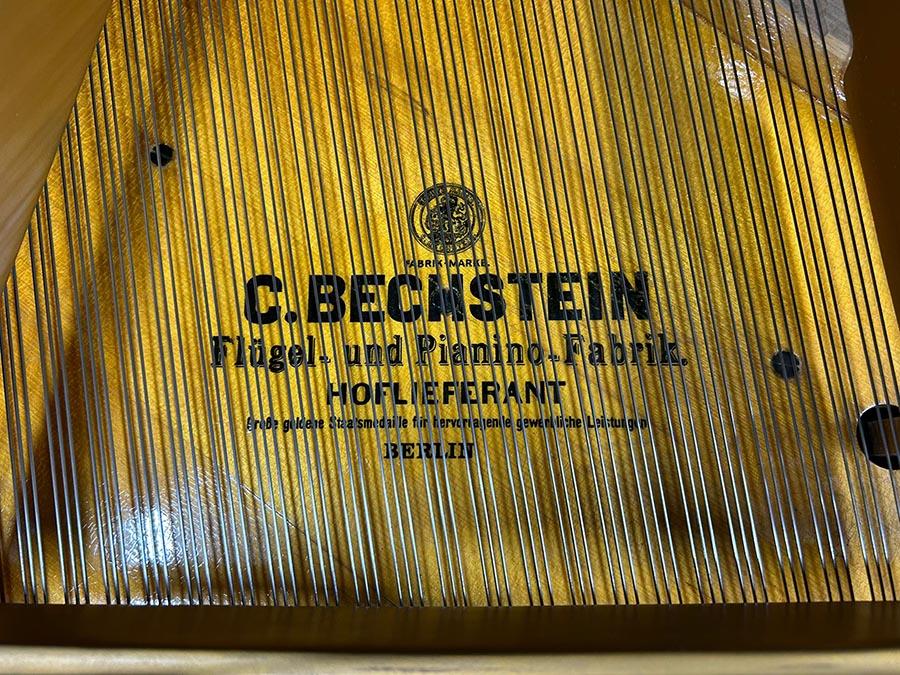 FABRIK-MARKE.
C.BECHSTEIN
Flügel- und Pianino-Fabrik.
HOFLIEFERANT
Große goldene Staatsmedaille für hervorragende gewerbliche Leistungen
BERLIN